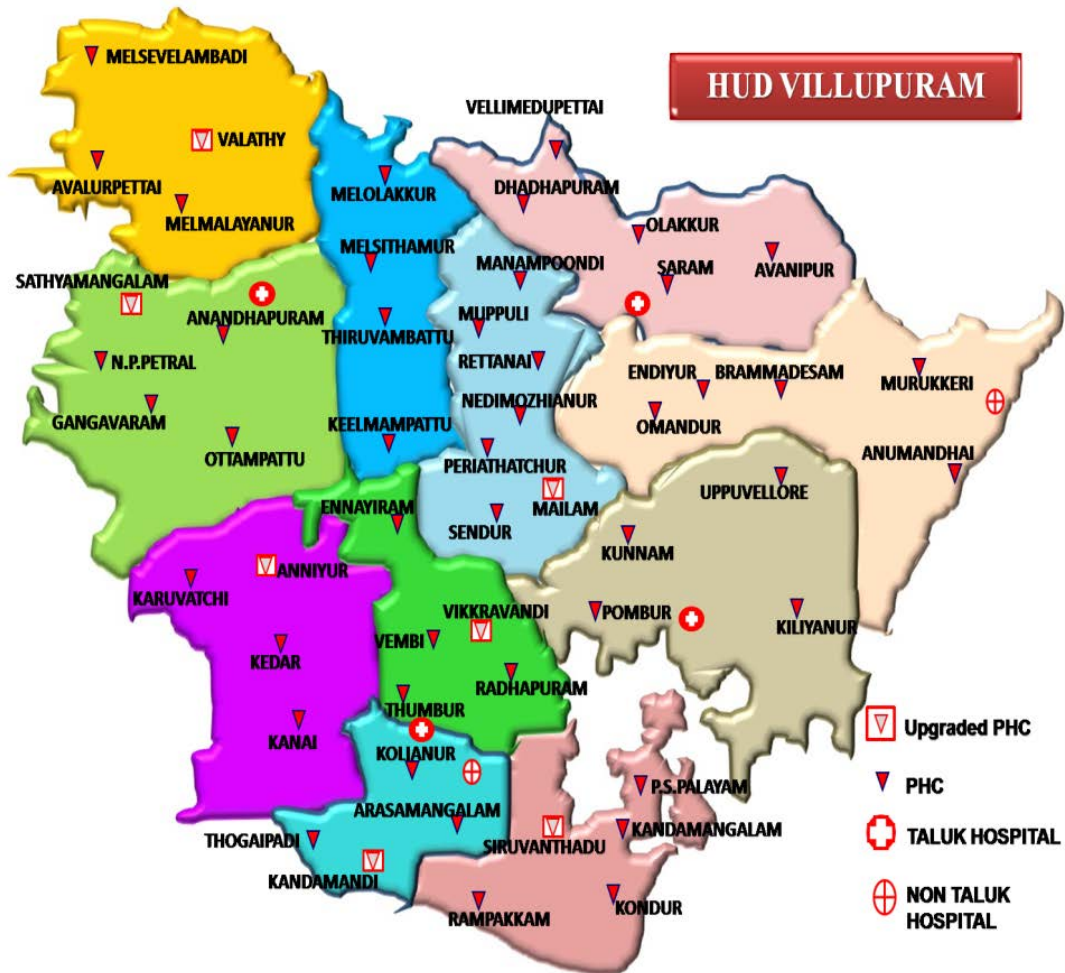 HUD VILLUPURAM
MELSEVELAMBADI
VALATHY
AVALURPETTAI
MELMALAYANUR
SATHYAMANGALAM
ANANDHAPURAM
N.P.PETRAL
GANGAVARAM
OTTAMPATTU
MELOLAKKUR
MELSITHAMUR
THIRUVAMBATTU
KEELMAMPATTU
VELLIMEDUPETTAI
DHADHAPURAM
OLAKKUR
SARAM
AVANIPUR
MANAMPOONDI
MUPPULI
RETTANAI
NEDIMOZHIANUR
PERIATHATCHUR
MAILAM
SENDUR
ENDIYUR
BRAMMADESAM
MURUKKERI
OMANDUR
ANUMANDHAI
UPPUVELLORE
KUNNAM
POMBUR
KILIYANUR
ENNAYIRAM
VIKKRAVANDI
VEMBI
RADHAPURAM
THUMBUR
ANNIYUR
KARUVATCHI
KEDAR
KANAI
KOLIANUR
ARASAMANGALAM
THOGAIPADI
KANDAMANDI
P.S.PALAYAM
KANDAMANGALAM
SIRUVANTHADU
RAMPAKKAM
KONDUR
Upgraded PHC
PHC
TALUK HOSPITAL
NON TALUK
HOSPITAL